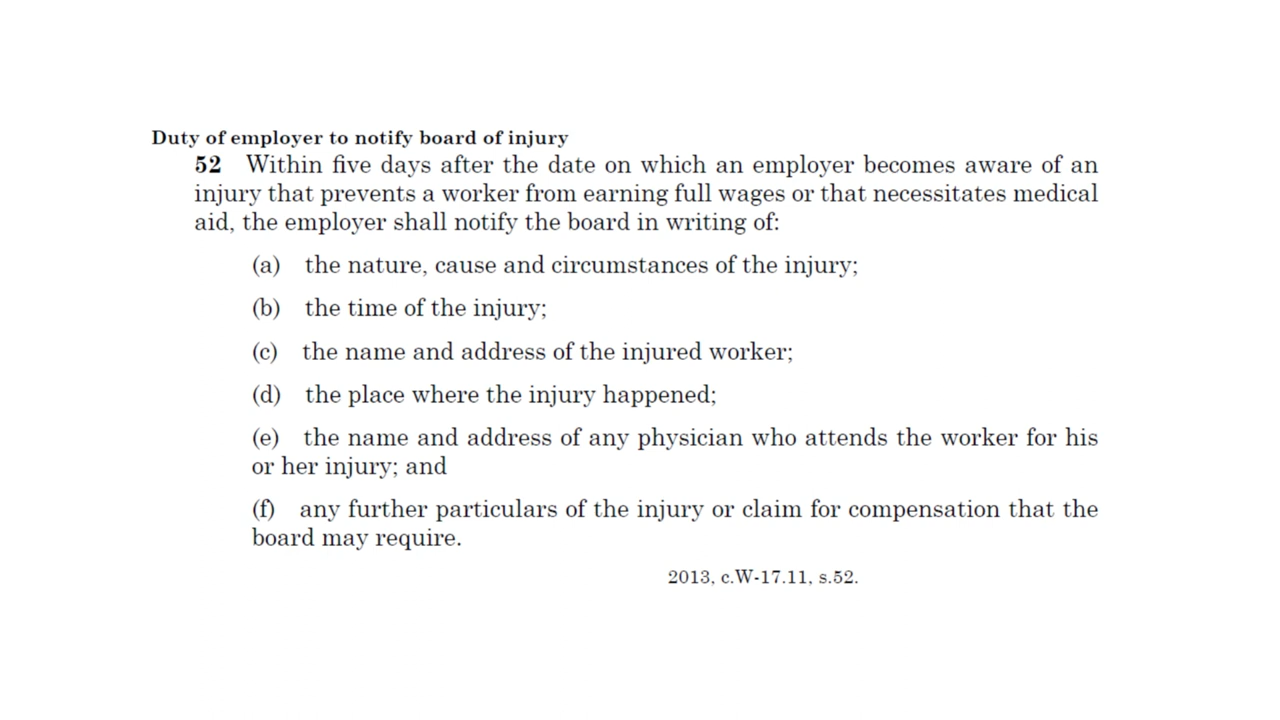 Duty of employer to notify board of injury
52 Within five days after the date on which an employer becomes aware of an
injury that prevents a worker from earning full wages or that necessitates medical
aid, the employer shall notify the board in writing of:
(a) the nature, cause and circumstances of the injury;
(b) the time of the injury;
(c) the name and address of the injured worker;
(d) the place where the injury happened;
(e) the name and address of any physician who attends the worker for his
or her injury; and
(f) any further particulars of the injury or claim for compensation that the
board may require.
2013, c.W-17.11, s.52.